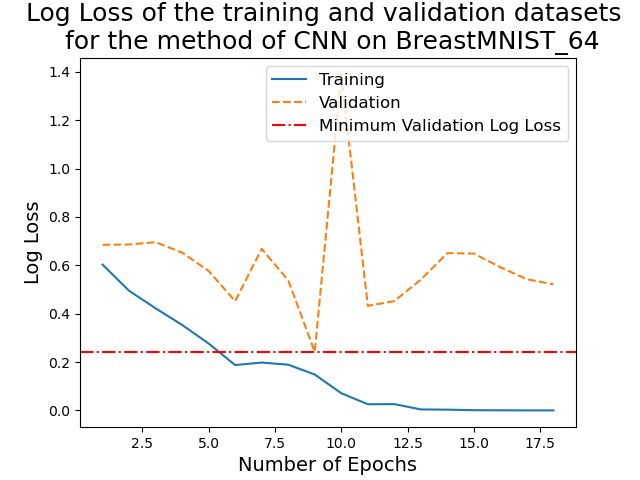 Log Loss of the training and validation datasets
for the method of CNN on BreastMNIST_64
Training
Validation
Minimum Validation Log Loss
Log Loss
1.4
1.2
1.0
0.8
0.6
0.4
0.2
0.0
2.5 5.0 7.5 10.0 12.5 15.0 17.5
Number of Epochs